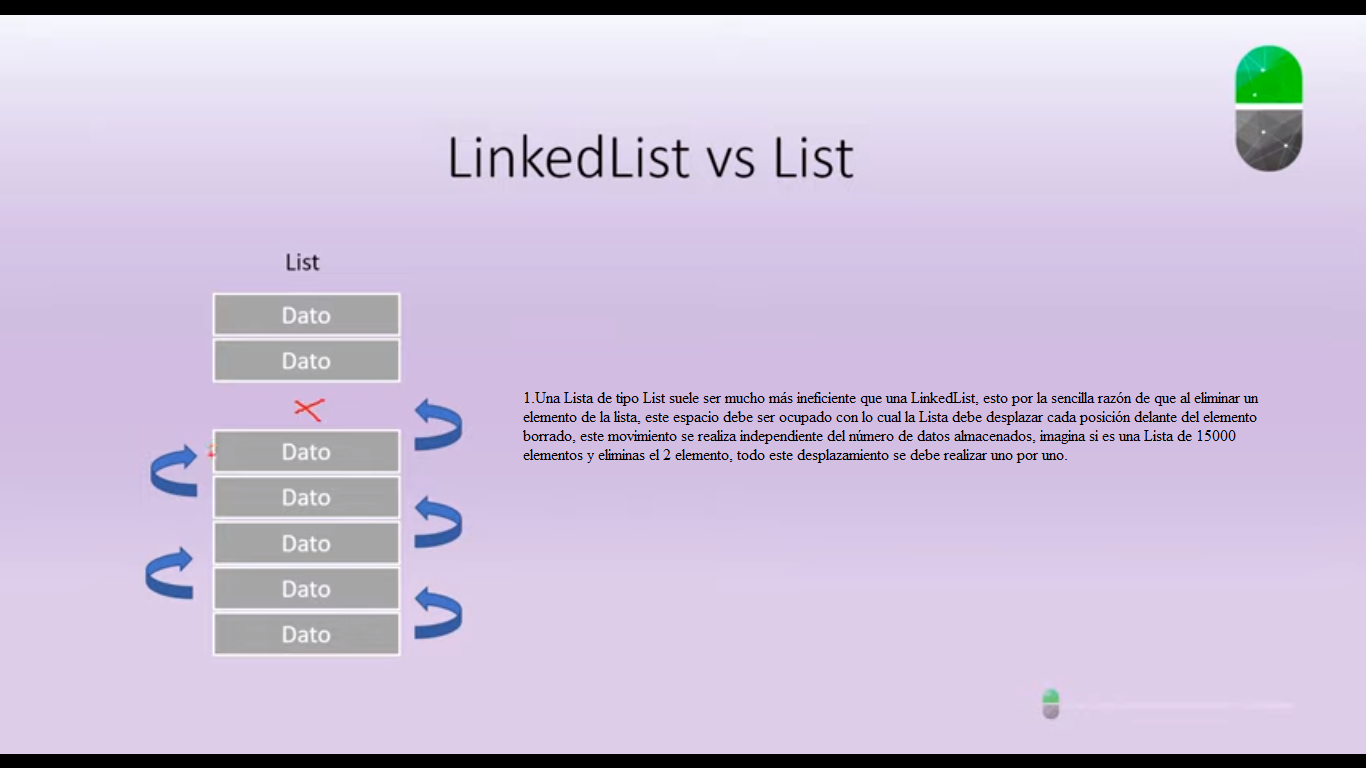 LinkedList vs List
List
Dato
Dato
Dato
Dato
Dato
Dato
Dato
1.Una Lista de tipo List suele ser mucho más ineficiente que una LinkedList, esto por la sencilla razón de que al eliminar un
elemento de la lista, este espacio debe ser ocupado con lo cual la Lista debe desplazar cada posición delante del elemento
borrado, este movimiento se realiza independiente del número de datos almacenados, imagina si es una Lista de 15000
elementos y eliminas el 2 elemento, todo este desplazamiento se debe realizar uno por uno.